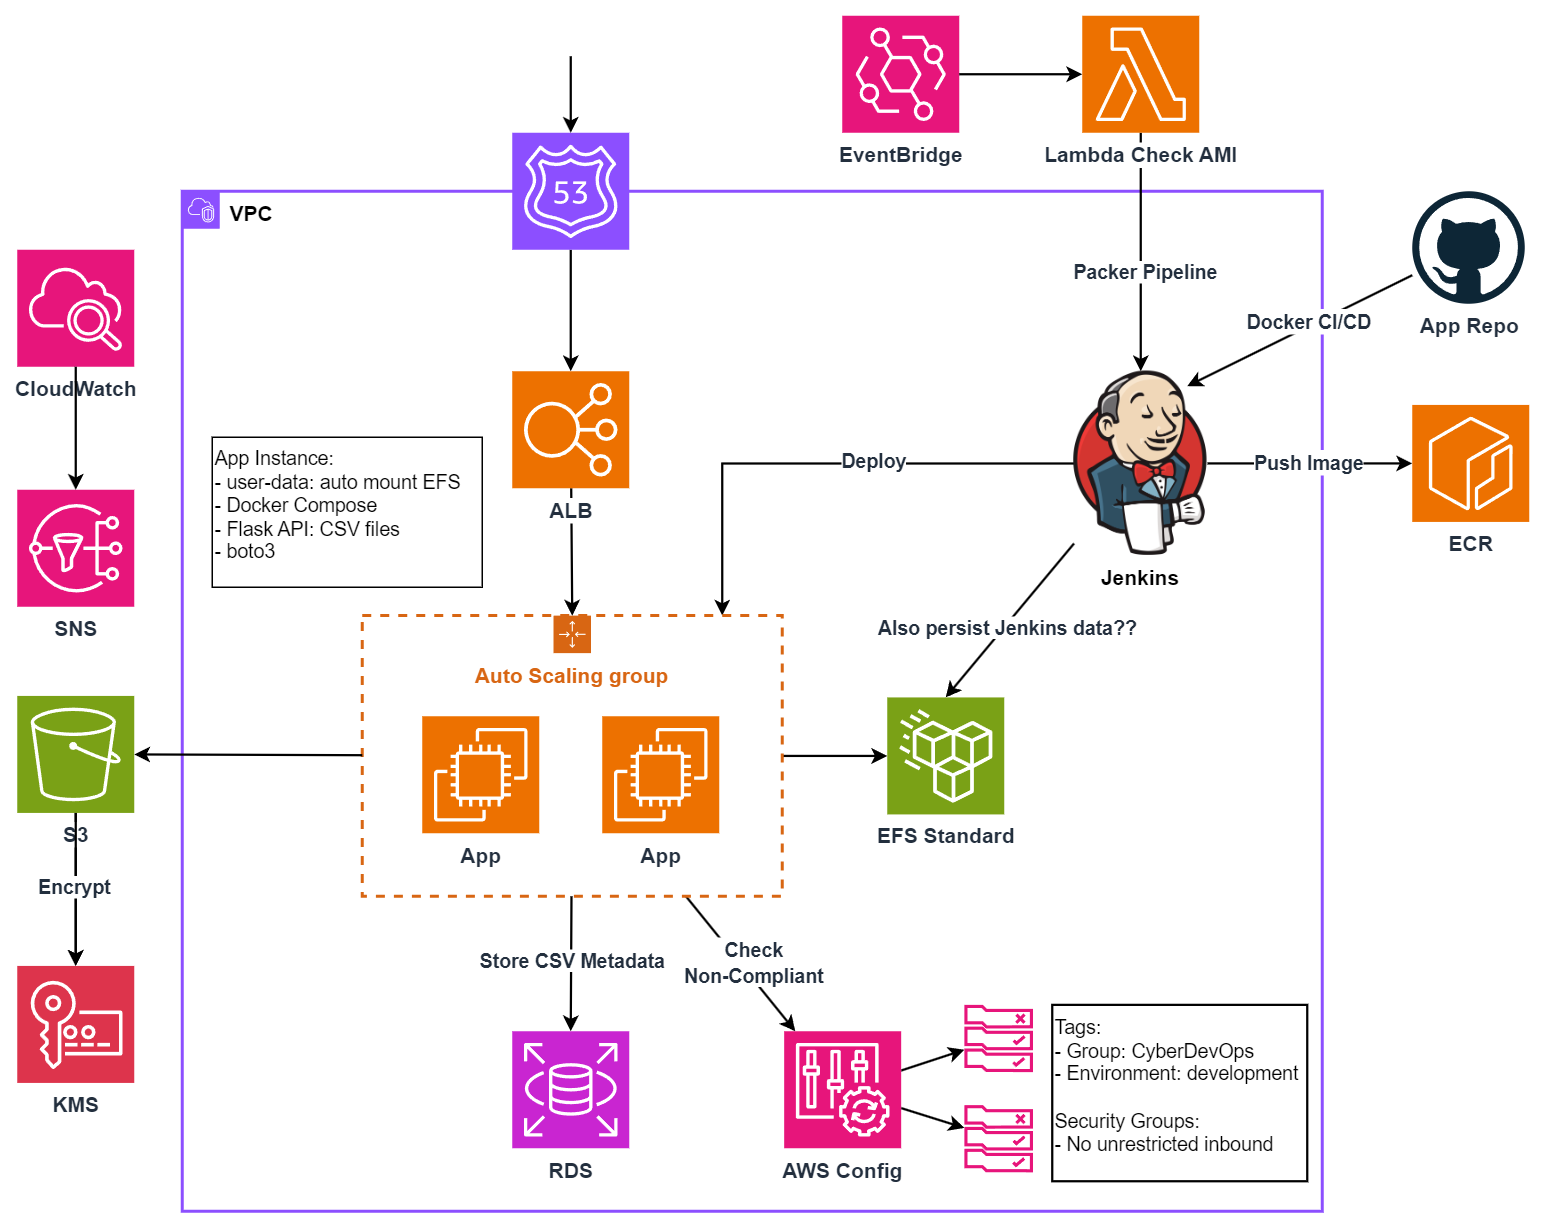 EventBridge
Lambda Check AMI
53
VPC
Packer Pipeline
Docker CI/CD
App Repo
CloudWatch
App Instance:
- user-data: auto mount EFS
- Docker Compose
- Flask API: CSV files
- boto3
ALB
Deploy
Push Image
ECR
Jenkins
SNS
Also persist Jenkins data??
Auto Scaling group
S3
App
App
EFS Standard
Encrypt
Store CSV Metadata
Check
Non-Compliant
KMS
Tags:
- Group: CyberDevOps
- Environment: development
Security Groups:
- No unrestricted inbound
RDS
AWS Config